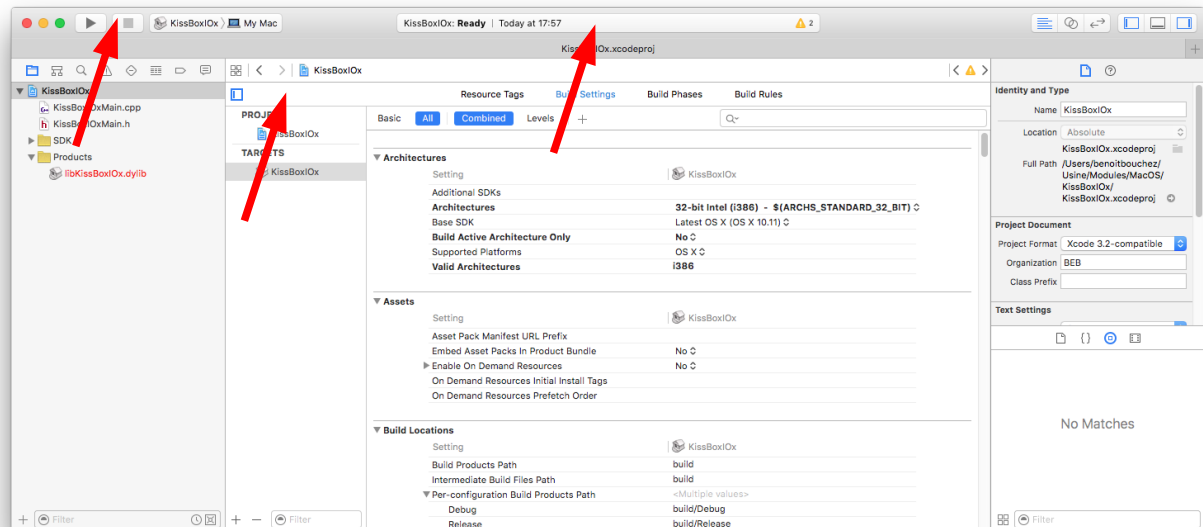 KissBoxIOx
My Mac
KissBoxIOx: Ready | Today at 17:57
2
IOx.xcodeproj
KissBoxIOx
KissBoxIOx
KissBoxIOxMain.h
SDK
Products
libKissBoxIOx.dylib
Filter
TARGETS
KissBoxIOx
Filter
Resource Tags
Build Settings
Build Phases
Build Rules
Basic
All
Combined
Levels
Architectures
Setting
KissBoxIOx
Additional SDKs
Architectures
32-bit Intel (i386) - $(ARCHS_STANDARD_32_BIT)
Base SDK
Latest OS X (OS X 10.11)
Build Active Architecture Only
No
Supported Platforms
OS X
Valid Architectures
i386
Assets
Setting
KissBoxIOx
Asset Pack Manifest URL Prefix
Embed Asset Packs In Product Bundle
No
Enable On Demand Resources
No
On Demand Resources Initial Install Tags
On Demand Resources Prefetch Order
Build Locations
Setting
KissBoxIOx
Build Products Path
build
Intermediate Build Files Path
build
Per-configuration Build Products Path
<Multiple values>
Debug
build/Debug
Release
build/Release
Identity and Type
Name
KissBoxIOx
Location
Absolute
KissBoxIOx.xcodeproj
Full Path
/Users/benoitbouchez/
Usine/Modules/MacOS/
KissBoxIOx/
KissBoxIOx.xcodeproj
Project Document
Project Format
Xcode 3.2-compatible
Organization
BEB
Class Prefix
Text Settings
No Matches
Filter